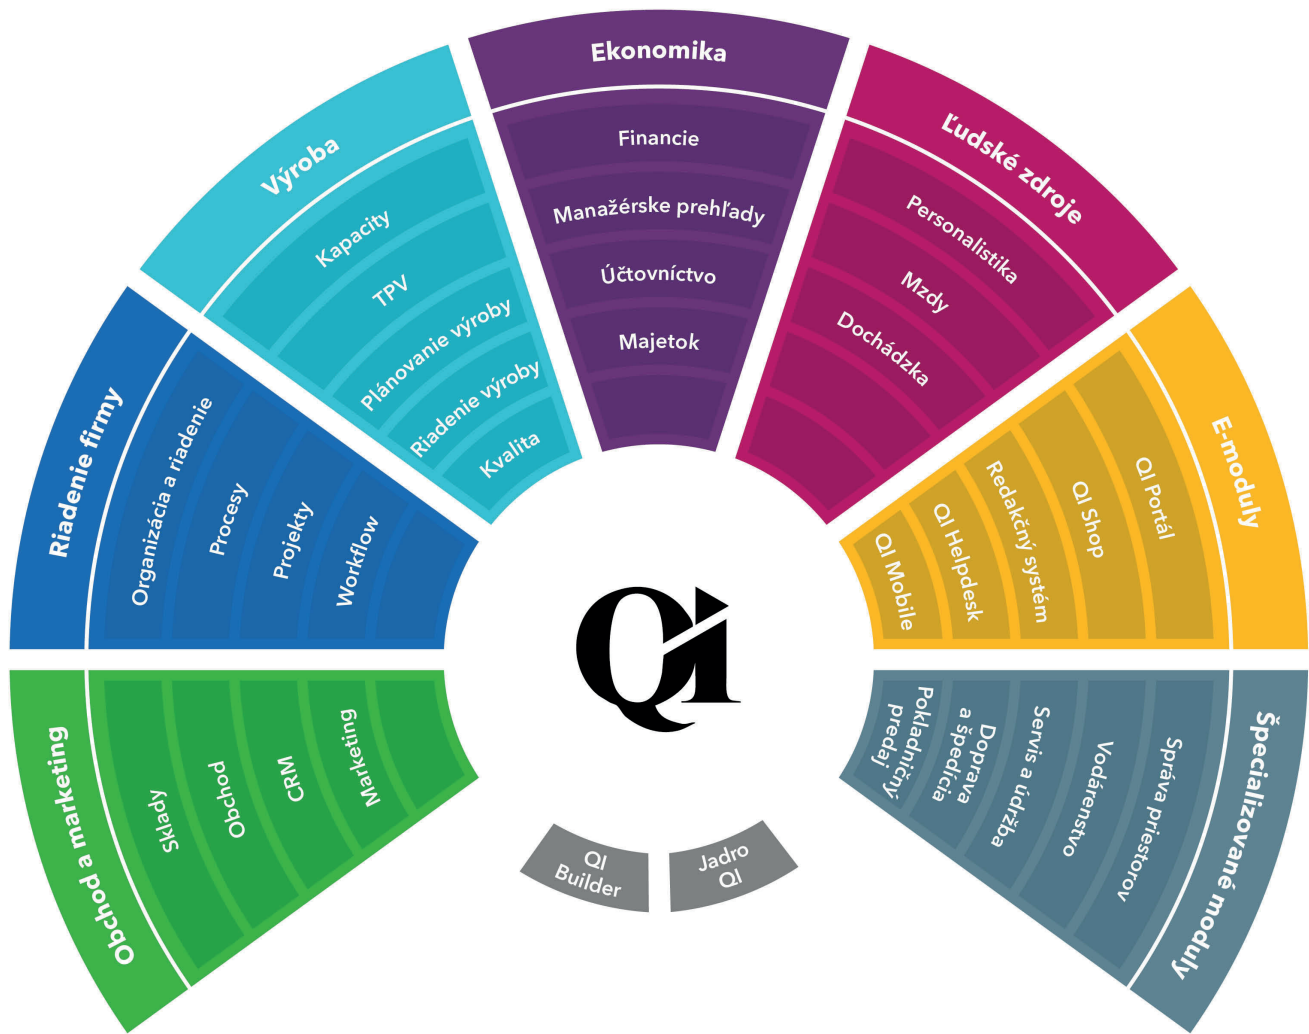 Obchod a marketing
Sklady
Obchod
CRM
Marketing
Riadenie firmy
Organizácia a riadenie
Procesy
Projekty
Workflow
Výroba
Kapacity
TPV
Plánovanie výroby
Riadenie výroby
Kvalita
Ekonomika
Financie
Manažérske prehľady
Účtovníctvo
Majetok
Ľudské zdroje
Personalistika
Mzdy
Dochádzka
E-moduly
QI Portál
QI Shop
Redakčný systém
QI Helpdesk
QI Mobile
Špecializované moduly
Správa priestorov
Vodárenstvo
Servis a údržba
Doprava
a špedícia
Pokladničný
predaj
QI
QI
Builder
Jadro
QI